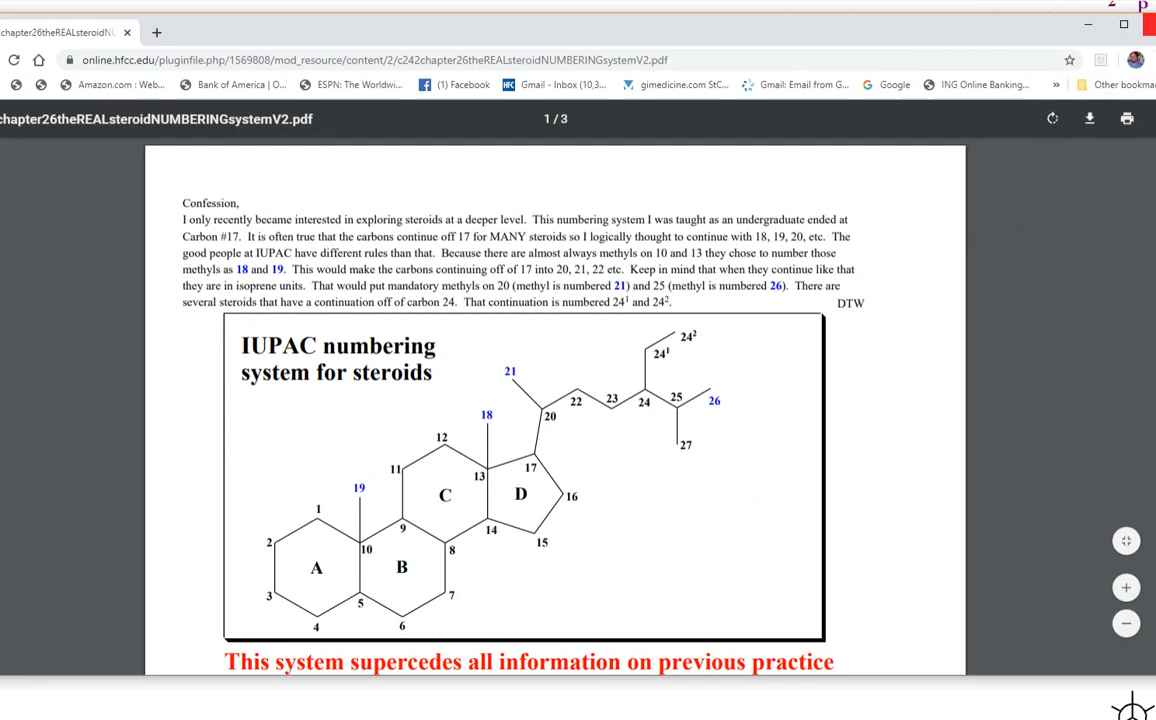 2 p
chapter26theREALsteroidNU
online.hfcc.edu/pluginfile.php/1569808/mod_resource/content/2/c242chapter26theREALsteroidNUMBERINGsystemV2.pdf
Amazon.com : Web... Bank of America | O... ESPN: The Worldwi... (1) Facebook HFC Gmail - Inbox (10,3... gimedicine.com StC... Gmail: Email from G... Google ING Online Banking... » Other bookma
chapter26theREALsteroidNUMBERINGsystemV2.pdf 1 / 3
Confession,
I only recently became interested in exploring steroids at a deeper level. This numbering system I was taught as an undergraduate ended at
Carbon #17. It is often true that the carbons continue off 17 for MANY steroids so I logically thought to continue with 18, 19, 20, etc. The
good people at IUPAC have different rules than that. Because there are almost always methyls on 10 and 13 they chose to number those
methyls as 18 and 19. This would make the carbons continuing off of 17 into 20, 21, 22 etc. Keep in mind that when they continue like that
they are in isoprene units. That would put mandatory methyls on 20 (methyl is numbered 21) and 25 (methyl is numbered 26). There are
several steroids that have a continuation off of carbon 24. That continuation is numbered 24¹ and 24². DTW
IUPAC numbering
system for steroids
24²
24¹
21
22 23 24 25 26
20
18
27
12
11 13 17
19
C D 16
1
9 14
2 10 8 15
A B
3 5 7
4 6
This system supercedes all information on previous practice